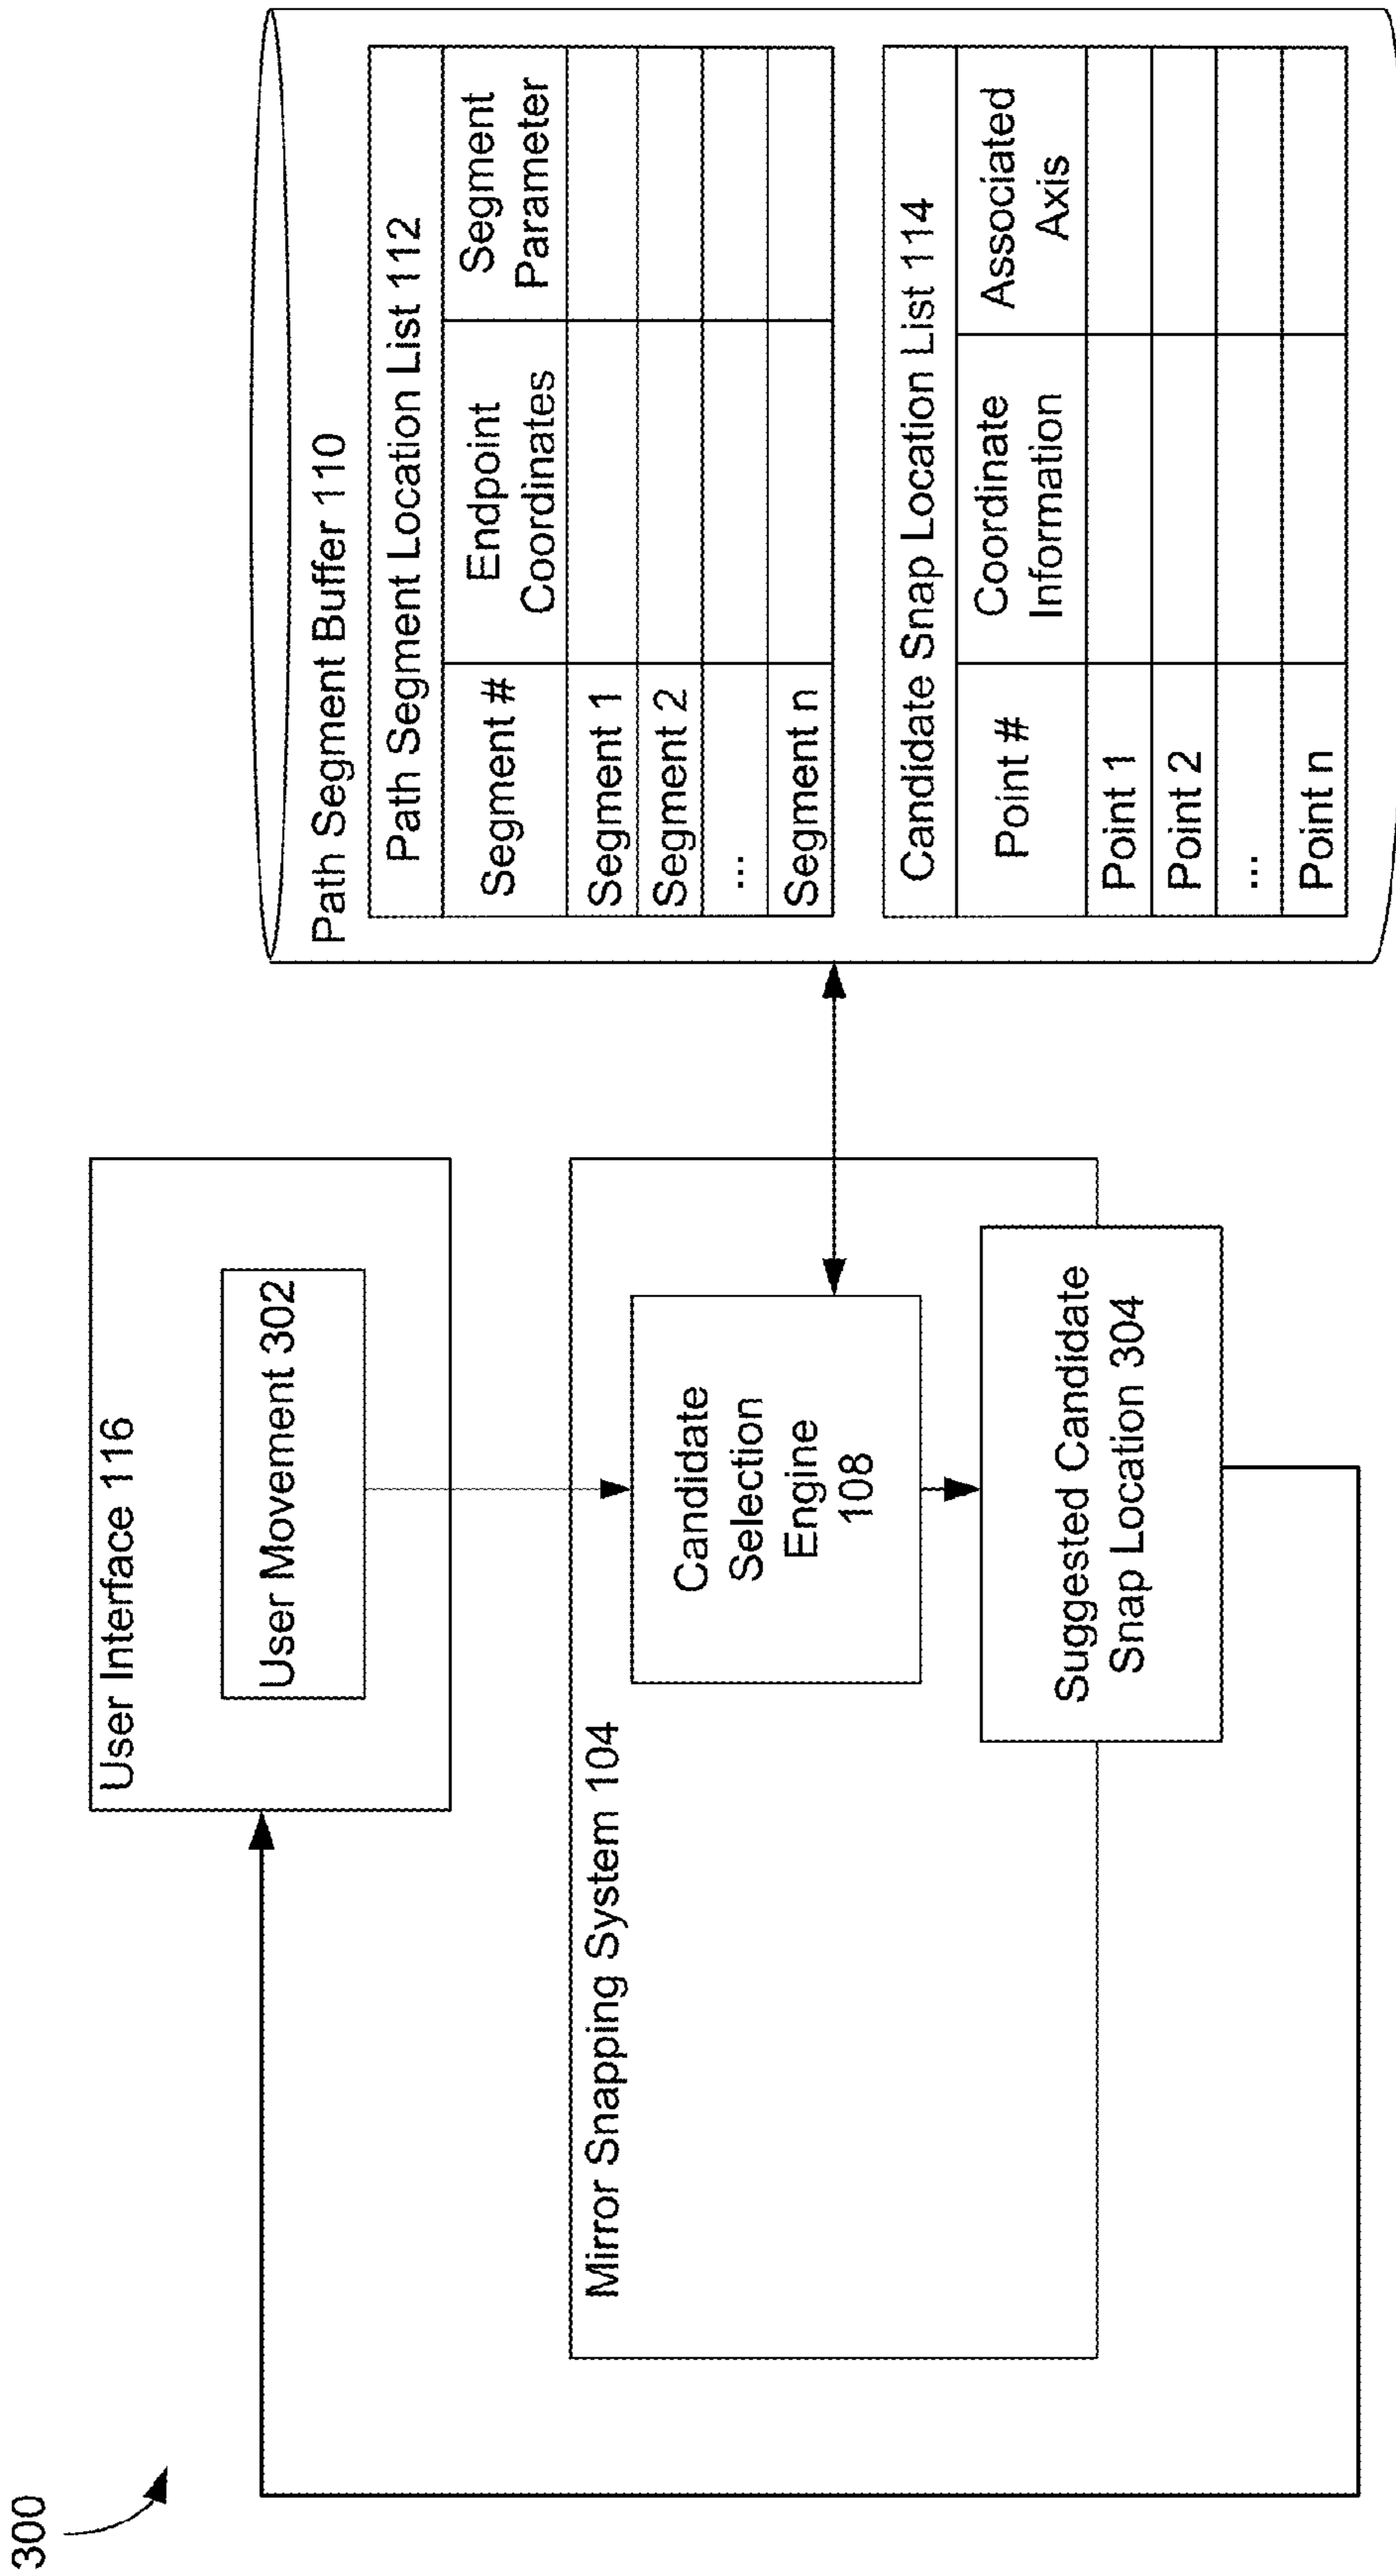 300
User Interface 116
User Movement 302
Mirror Snapping System 104
Candidate
Selection
Engine
108
Suggested Candidate
Snap Location 304
Path Segment Buffer 110
Path Segment Location List 112
Segment #
Endpoint
Coordinates
Segment
Parameter
Segment 1
Segment 2
...
Segment n
Candidate Snap Location List 114
Point #
Coordinate
Information
Associated
Axis
Point 1
Point 2
...
Point n